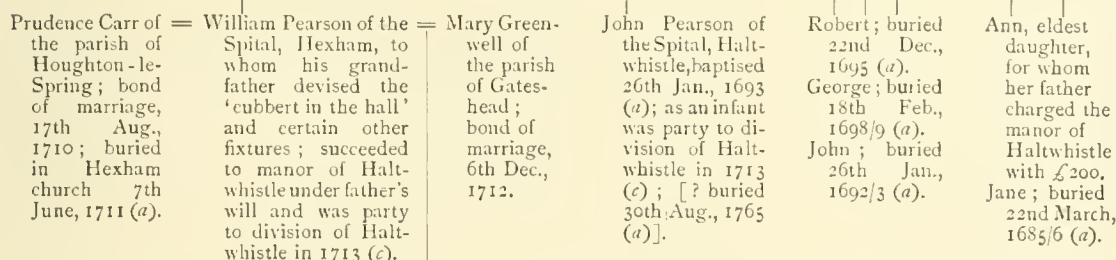 Prudence Carr of
the parish of
Houghton-le-
Spring; bond
of marriage,
17th Aug.,
1710; buried
in Hexham
church 7th
June, 1711 (a).
=
William Pearson of the
Spital, Hexham, to
whom his grand-
father devised the
'cubbert in the hall'
and certain other
fixtures; succeeded
to manor of Halt-
whistle under father's
will and was party
to division of Halt-
whistle in 1713 (c).
=
Mary Green-
well of
the parish
of Gates-
head;
bond of
marriage,
6th Dec.,
1712.
John Pearson of
the Spital, Halt-
whistle, baptised
26th Jan., 1693
(a); as an infant
was party to di-
vision of Halt-
whistle in 1713
(c); [? buried
30th Aug., 1765
(a)].
Robert; buried
22nd Dec.,
1695 (a).
George; buried
18th Feb.,
1698/9 (a).
John; buried
26th Jan.,
1692/3 (a).
Ann, eldest
daughter,
for whom
her father
charged the
manor of
Haltwhistle
with £200.
Jane; buried
22nd March,
1685/6 (a).